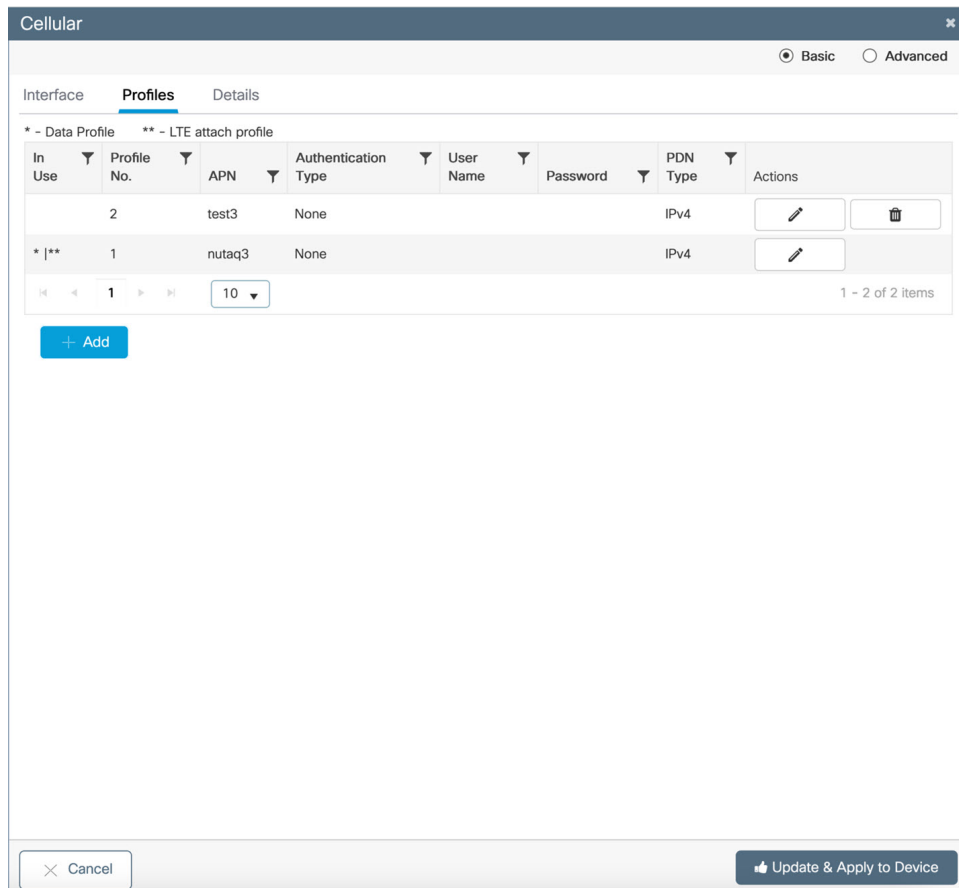 Cellular
Basic Advanced
Interface Profiles Details
* - Data Profile ** - LTE attach profile
In Use Profile No. APN Authentication Type User Name Password PDN Type Actions
2 test3 None IPv4
* |** 1 nutaq3 None IPv4
1 10 1 - 2 of 2 items
+ Add
Cancel Update & Apply to Device